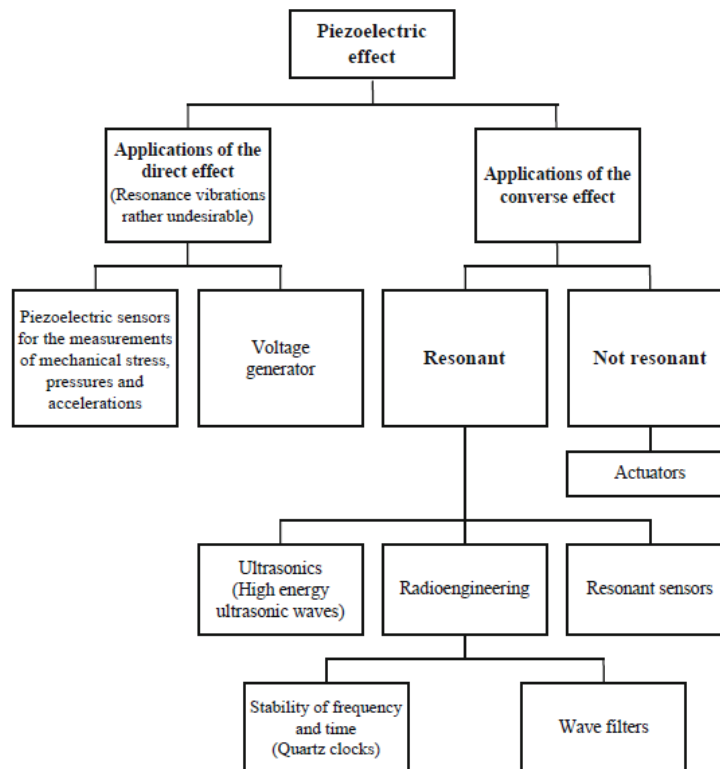 Piezoelectric
effect
Applications of the
direct effect
(Resonance vibrations
rather undesirable)
Applications of the
converse effect
Piezoelectric sensors
for the measurements
of mechanical stress,
pressures and
accelerations
Voltage
generator
Resonant
Not resonant
Actuators
Ultrasonics
(High energy
ultrasonic waves)
Radioengineering
Resonant sensors
Stability of frequency
and time
(Quartz clocks)
Wave filters